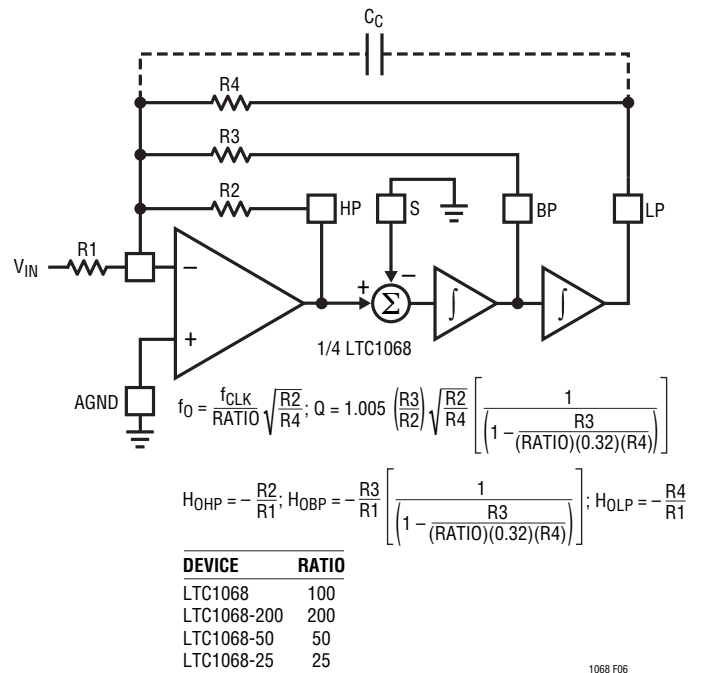 C_C
R4
R3
R2
HP
S
BP
LP
R1
V_IN
−
+
−
+
Σ
∫
∫
1/4 LTC1068
AGND
f_O = f_CLK/RATIO √(R2/R4); Q = 1.005 (R3/R2) √(R2/R4) [1/(1 − R3/((RATIO)(0.32)(R4)))]
H_OHP = − R2/R1; H_OBP = − R3/R1 [1/(1 − R3/((RATIO)(0.32)(R4)))]; H_OLP = − R4/R1
DEVICE RATIO
LTC1068 100
LTC1068-200 200
LTC1068-50 50
LTC1068-25 25
1068 F06